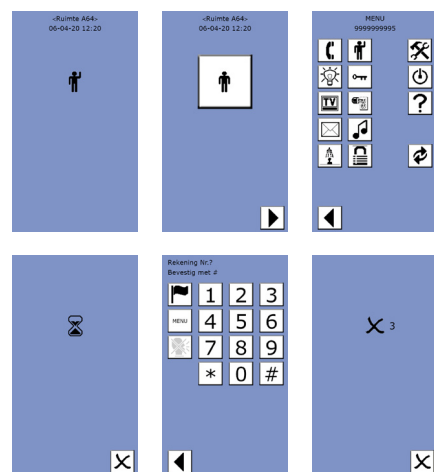 <Ruimte A64>
06-04-20 12:20
<Ruimte A64>
06-04-20 12:20
MENU
9999999995
?
TV
Rekening Nr.?
Bevestig met #
1 2 3
MENU 4 5 6
7 8 9
* 0 #
3